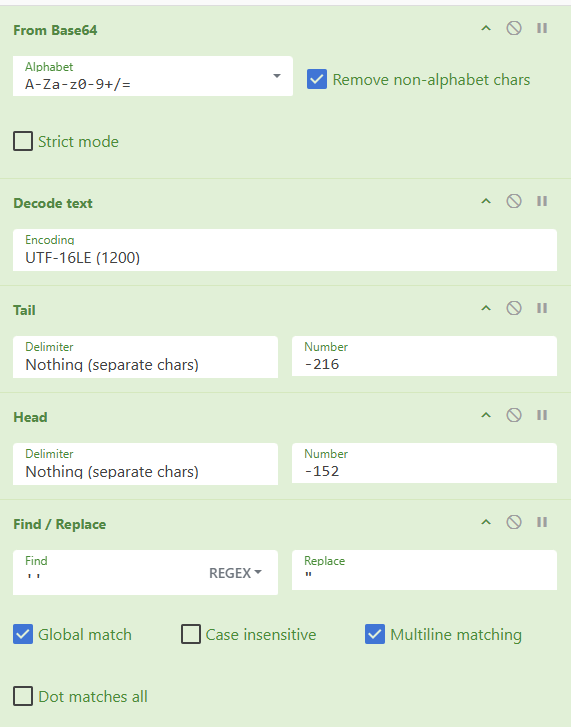 From Base64
Alphabet
A-Za-z0-9+/=
Remove non-alphabet chars
Strict mode
Decode text
Encoding
UTF-16LE (1200)
Tail
Delimiter
Number
Nothing (separate chars)
-216
Head
Delimiter
Number
Nothing (separate chars)
-152
Find / Replace
Find
Replace
''
REGEX
"
Global match
Case insensitive
Multiline matching
Dot matches all